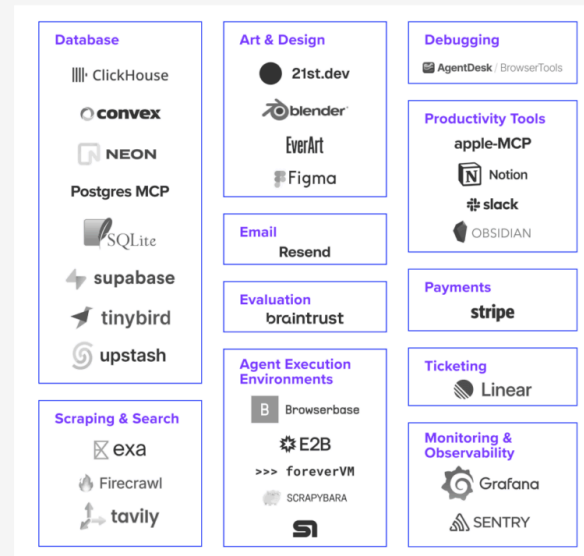 Database
ClickHouse
convex
NEON
Postgres MCP
SQLite
supabase
tinybird
upstash
Scraping & Search
exa
Firecrawl
tavily
Art & Design
21st.dev
blender
EverArt
Figma
Email
Resend
Evaluation
braintrust
Agent Execution
Environments
B Browserbase
E2B
>>> foreverVM
SCRAPYBARA
Debugging
AgentDesk / BrowserTools
Productivity Tools
apple-MCP
N Notion
slack
OBSIDIAN
Payments
stripe
Ticketing
Linear
Monitoring &
Observability
Grafana
SENTRY